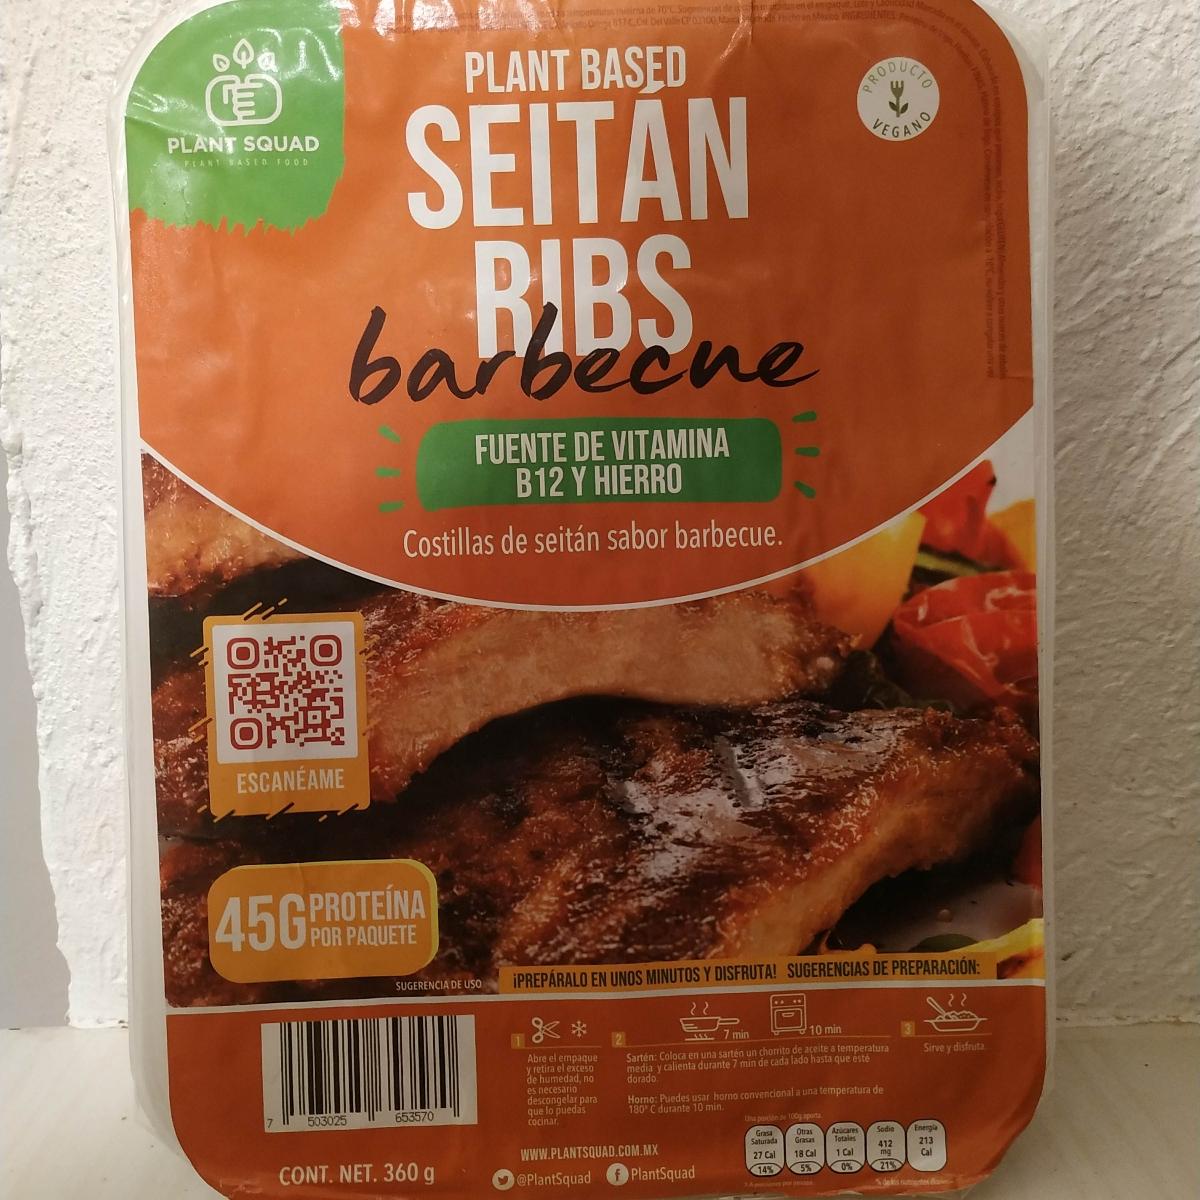 PLANT SQUAD
PLANT BASED FOOD
PLANT BASED
SEITÁN
RIBS
barbecue
PRODUCTO
VEGANO
FUENTE DE VITAMINA
B12 Y HIERRO
Costillas de seitán sabor barbecue.
ESCANÉAME
45G PROTEÍNA
POR PAQUETE
SUGERENCIA DE USO
¡PREPÁRALO EN UNOS MINUTOS Y DISFRUTA! SUGERENCIAS DE PREPARACIÓN:
1
Abre el empaque
y retira el exceso
de humedad, no
es necesario
descongelar para
que lo puedas
cocinar.
2
7 min
10 min
Sartén: Coloca en una sartén un chorrito de aceite a temperatura
media y calienta durante 7 min de cada lado hasta que esté
dorado.
Horno: Puedes usar horno convencional a una temperatura de
180° C durante 10 min.
3
Sirve y disfruta.
7 503025 653570
CONT. NET. 360 g
WWW.PLANTSQUAD.COM.MX
@PlantSquad
PlantSquad
Una porción de 100g aporta
Grasa
Saturada
27 Cal
14%
Otras
Grasas
18 Cal
5%
Azúcares
Totales
1 Cal
0%
Sodio
412
mg
21%
Energía
213
Cal